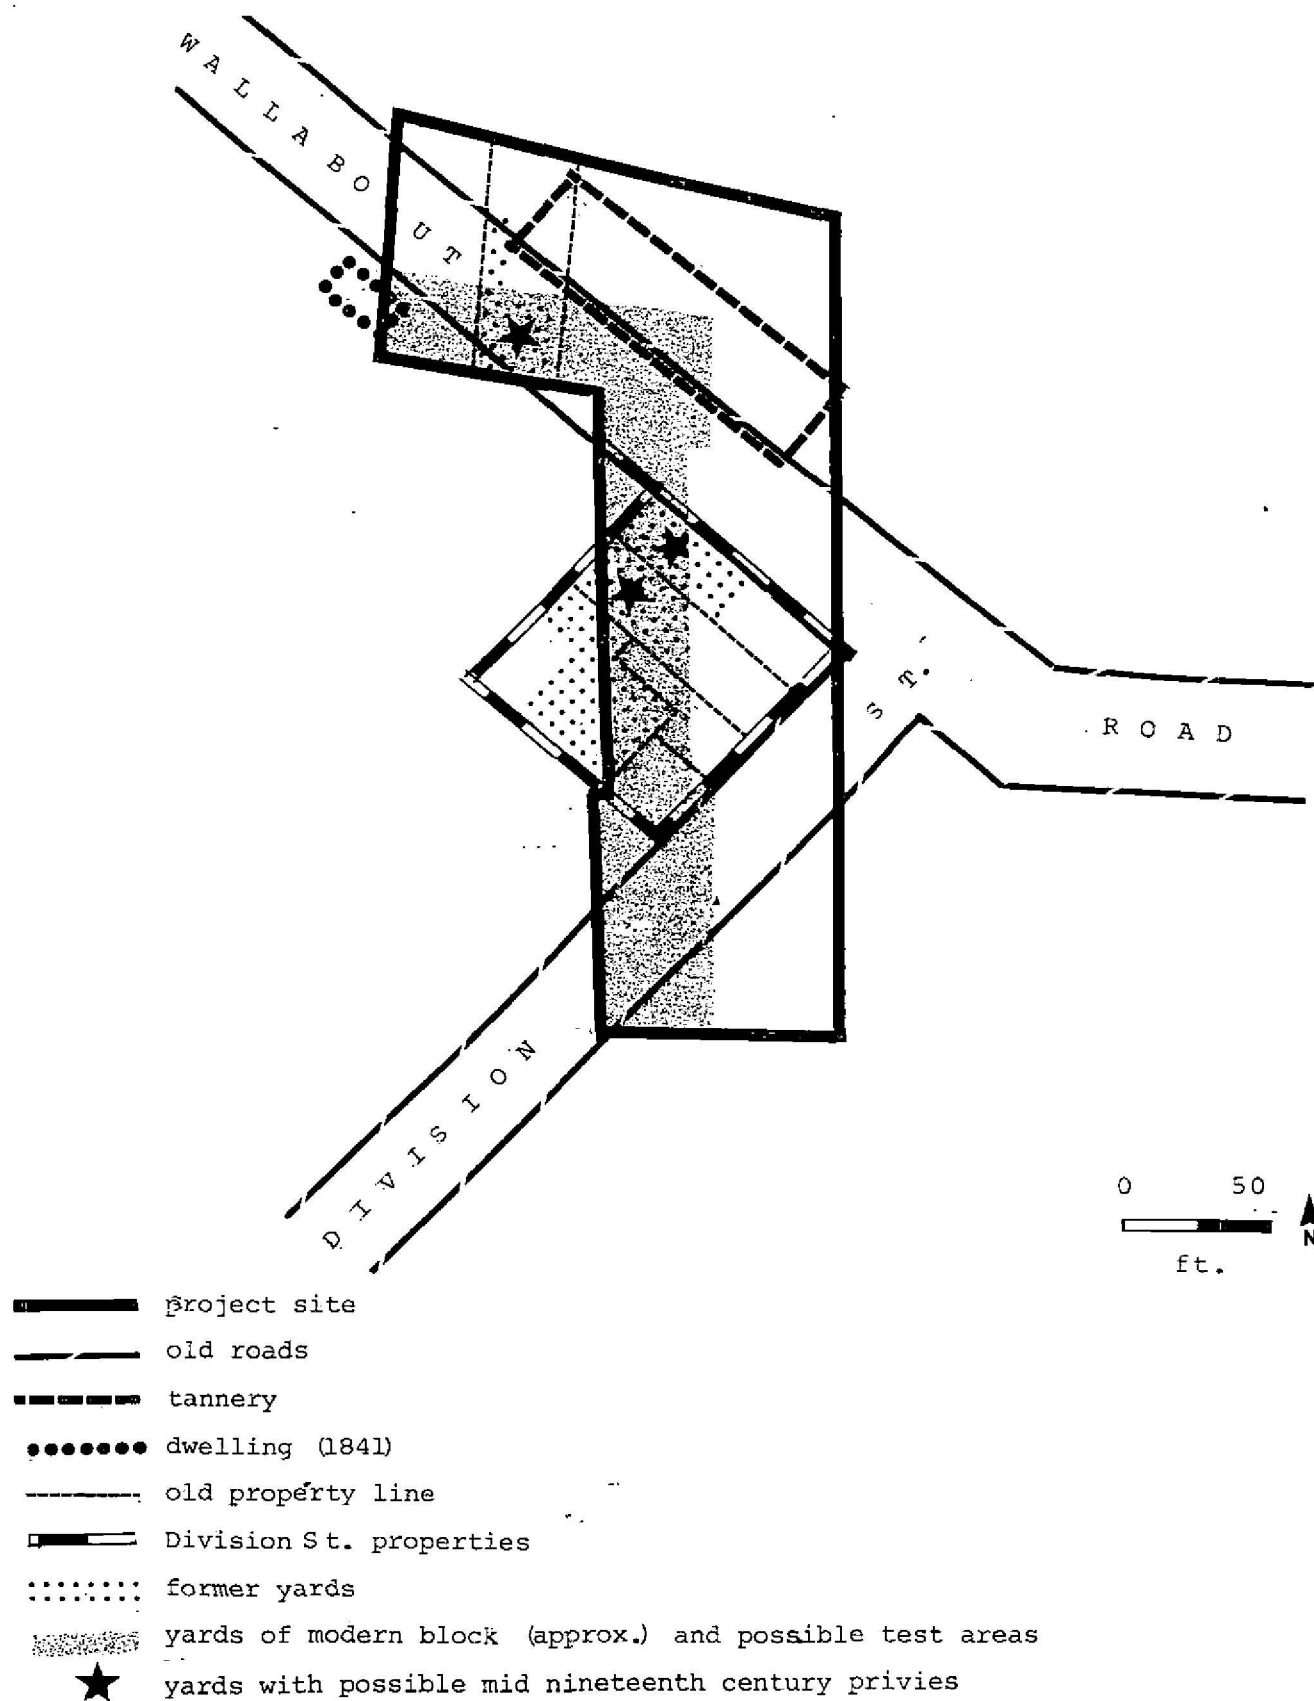 WALLABOUT
ST.
ROAD
DIVISION
0 50
ft.
N
project site
old roads
tannery
dwelling (1841)
old property line
Division St. properties
former yards
yards of modern block (approx.) and possible test areas
yards with possible mid nineteenth century privies